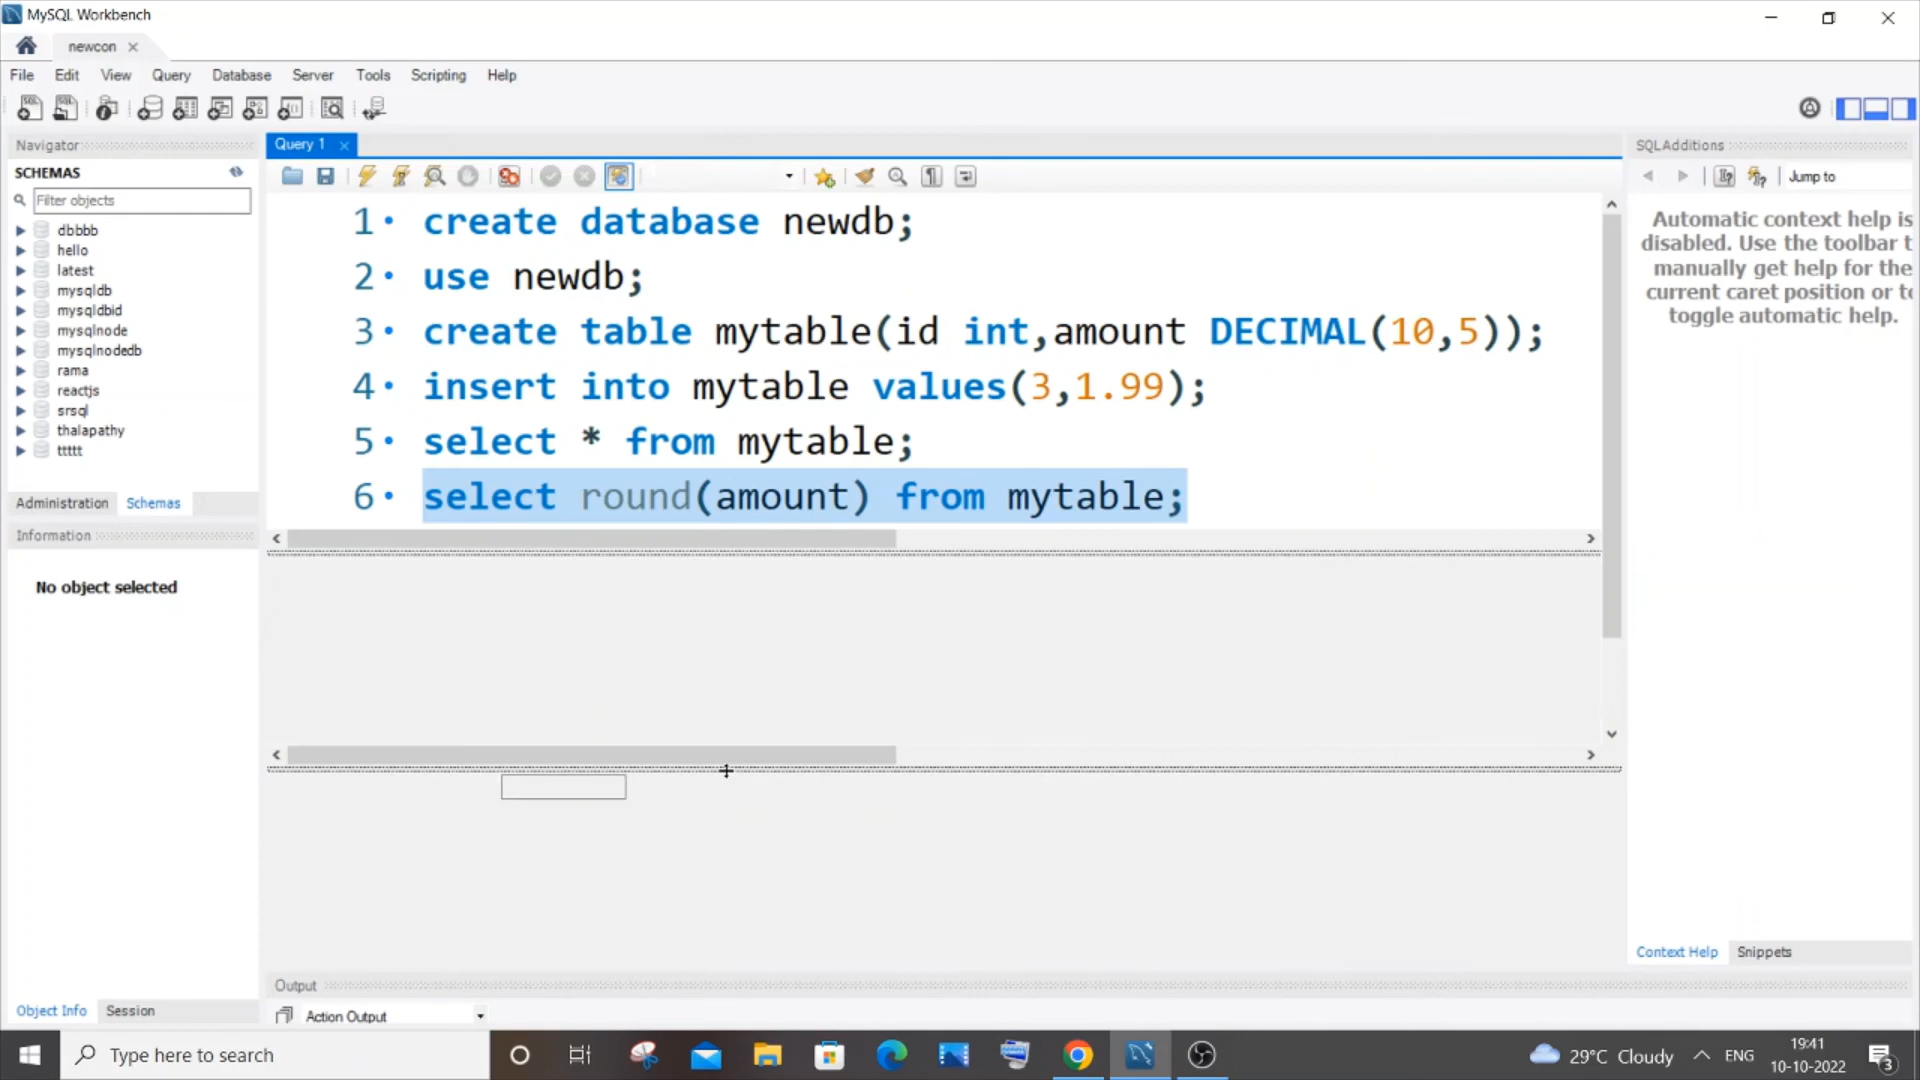 MySQL Workbench
newcon
File Edit View Query Database Server Tools Scripting Help
Navigator
SCHEMAS
Filter objects
dbbbb
hello
latest
mysqldb
mysqldbid
mysqlnode
mysqlnodedb
rama
reactjs
srsql
thalapathy
ttttt
Administration Schemas
Information
No object selected
Object Info Session
Query 1
1 create database newdb;
2 use newdb;
3 create table mytable(id int,amount DECIMAL(10,5));
4 insert into mytable values(3,1.99);
5 select * from mytable;
6 select round(amount) from mytable;
Output
Action Output
SQLAdditions
Jump to
Automatic context help is
disabled. Use the toolbar t
manually get help for the
current caret position or to
toggle automatic help.
Context Help Snippets
Type here to search
29°C Cloudy
ENG
19:41
10-10-2022
3